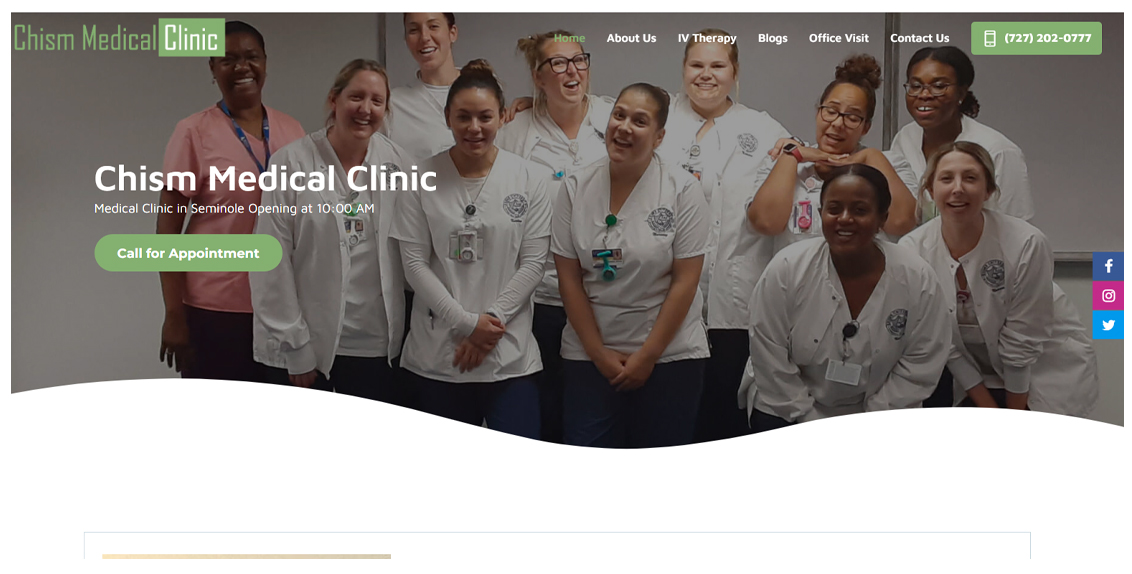 Chism Medical Clinic
Home About Us IV Therapy Blogs Office Visit Contact Us (727) 202-0777
Chism Medical Clinic
Medical Clinic in Seminole Opening at 10:00 AM
Call for Appointment